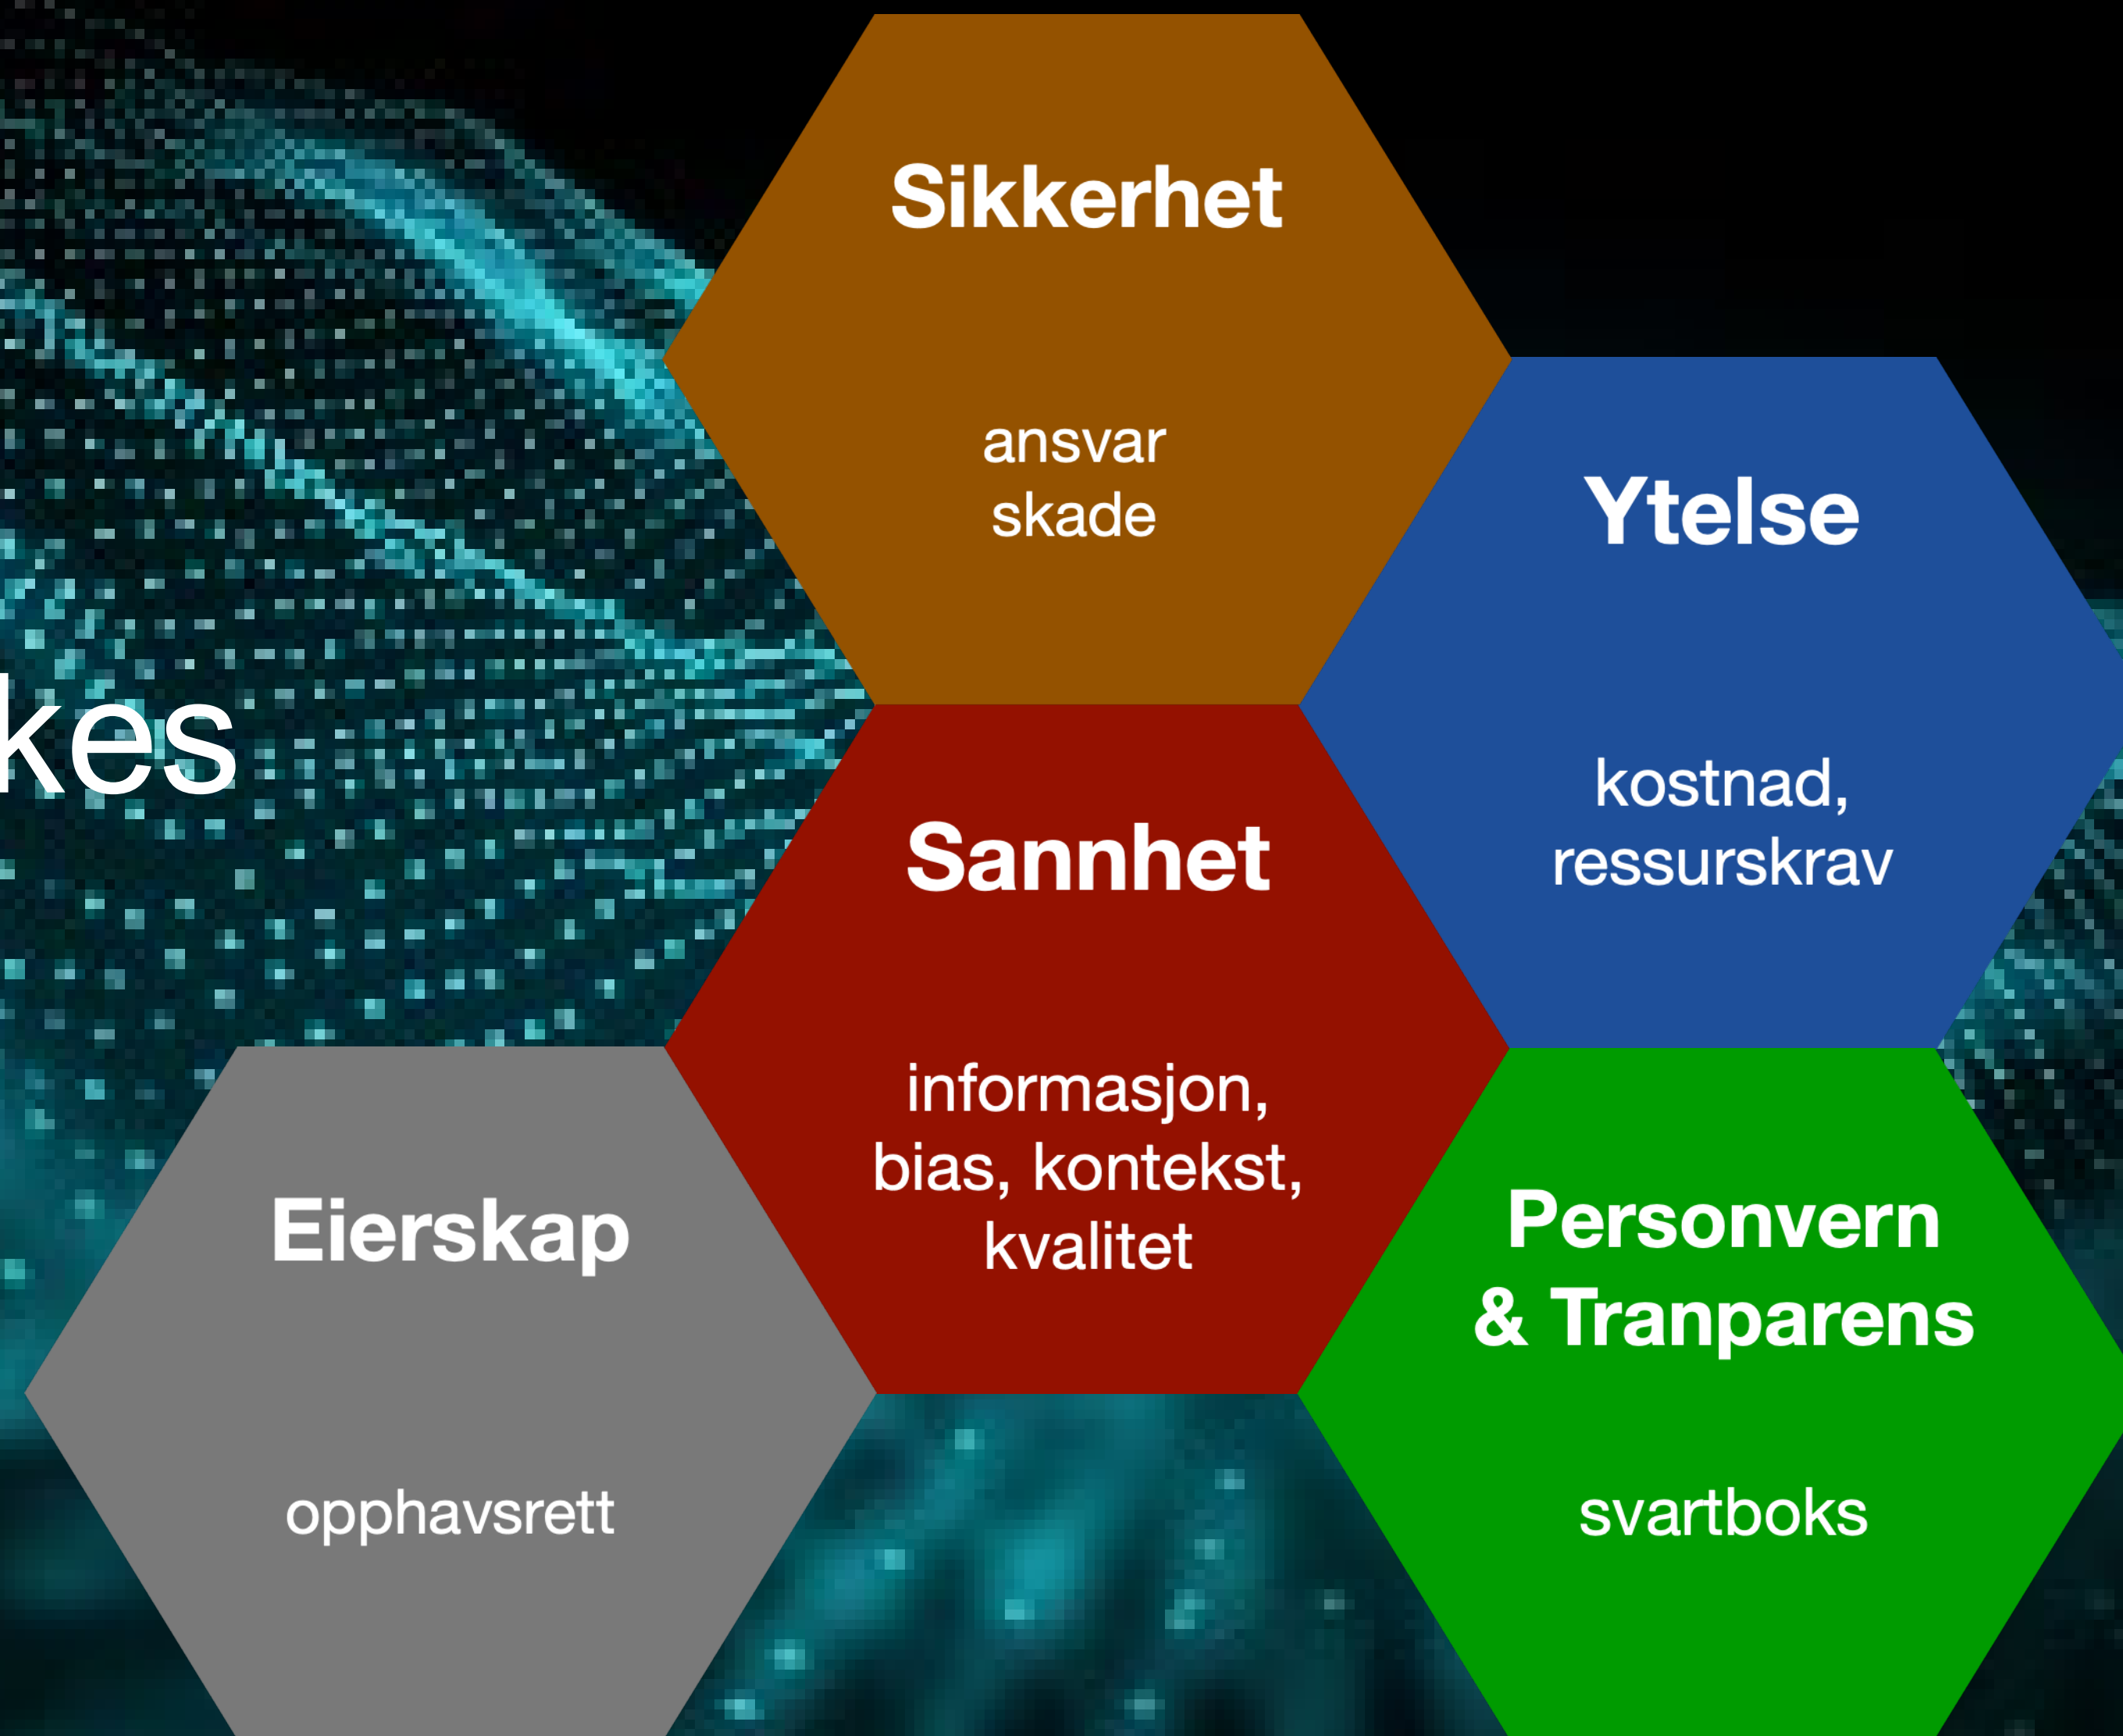 Sikkerhet
ansvar
skade
Ytelse
kostnad,
ressurskrav
kes
Sannhet
informasjon,
bias, kontekst,
kvalitet
Eierskap
opphavsrett
Personvern
& Tranparens
svartboks